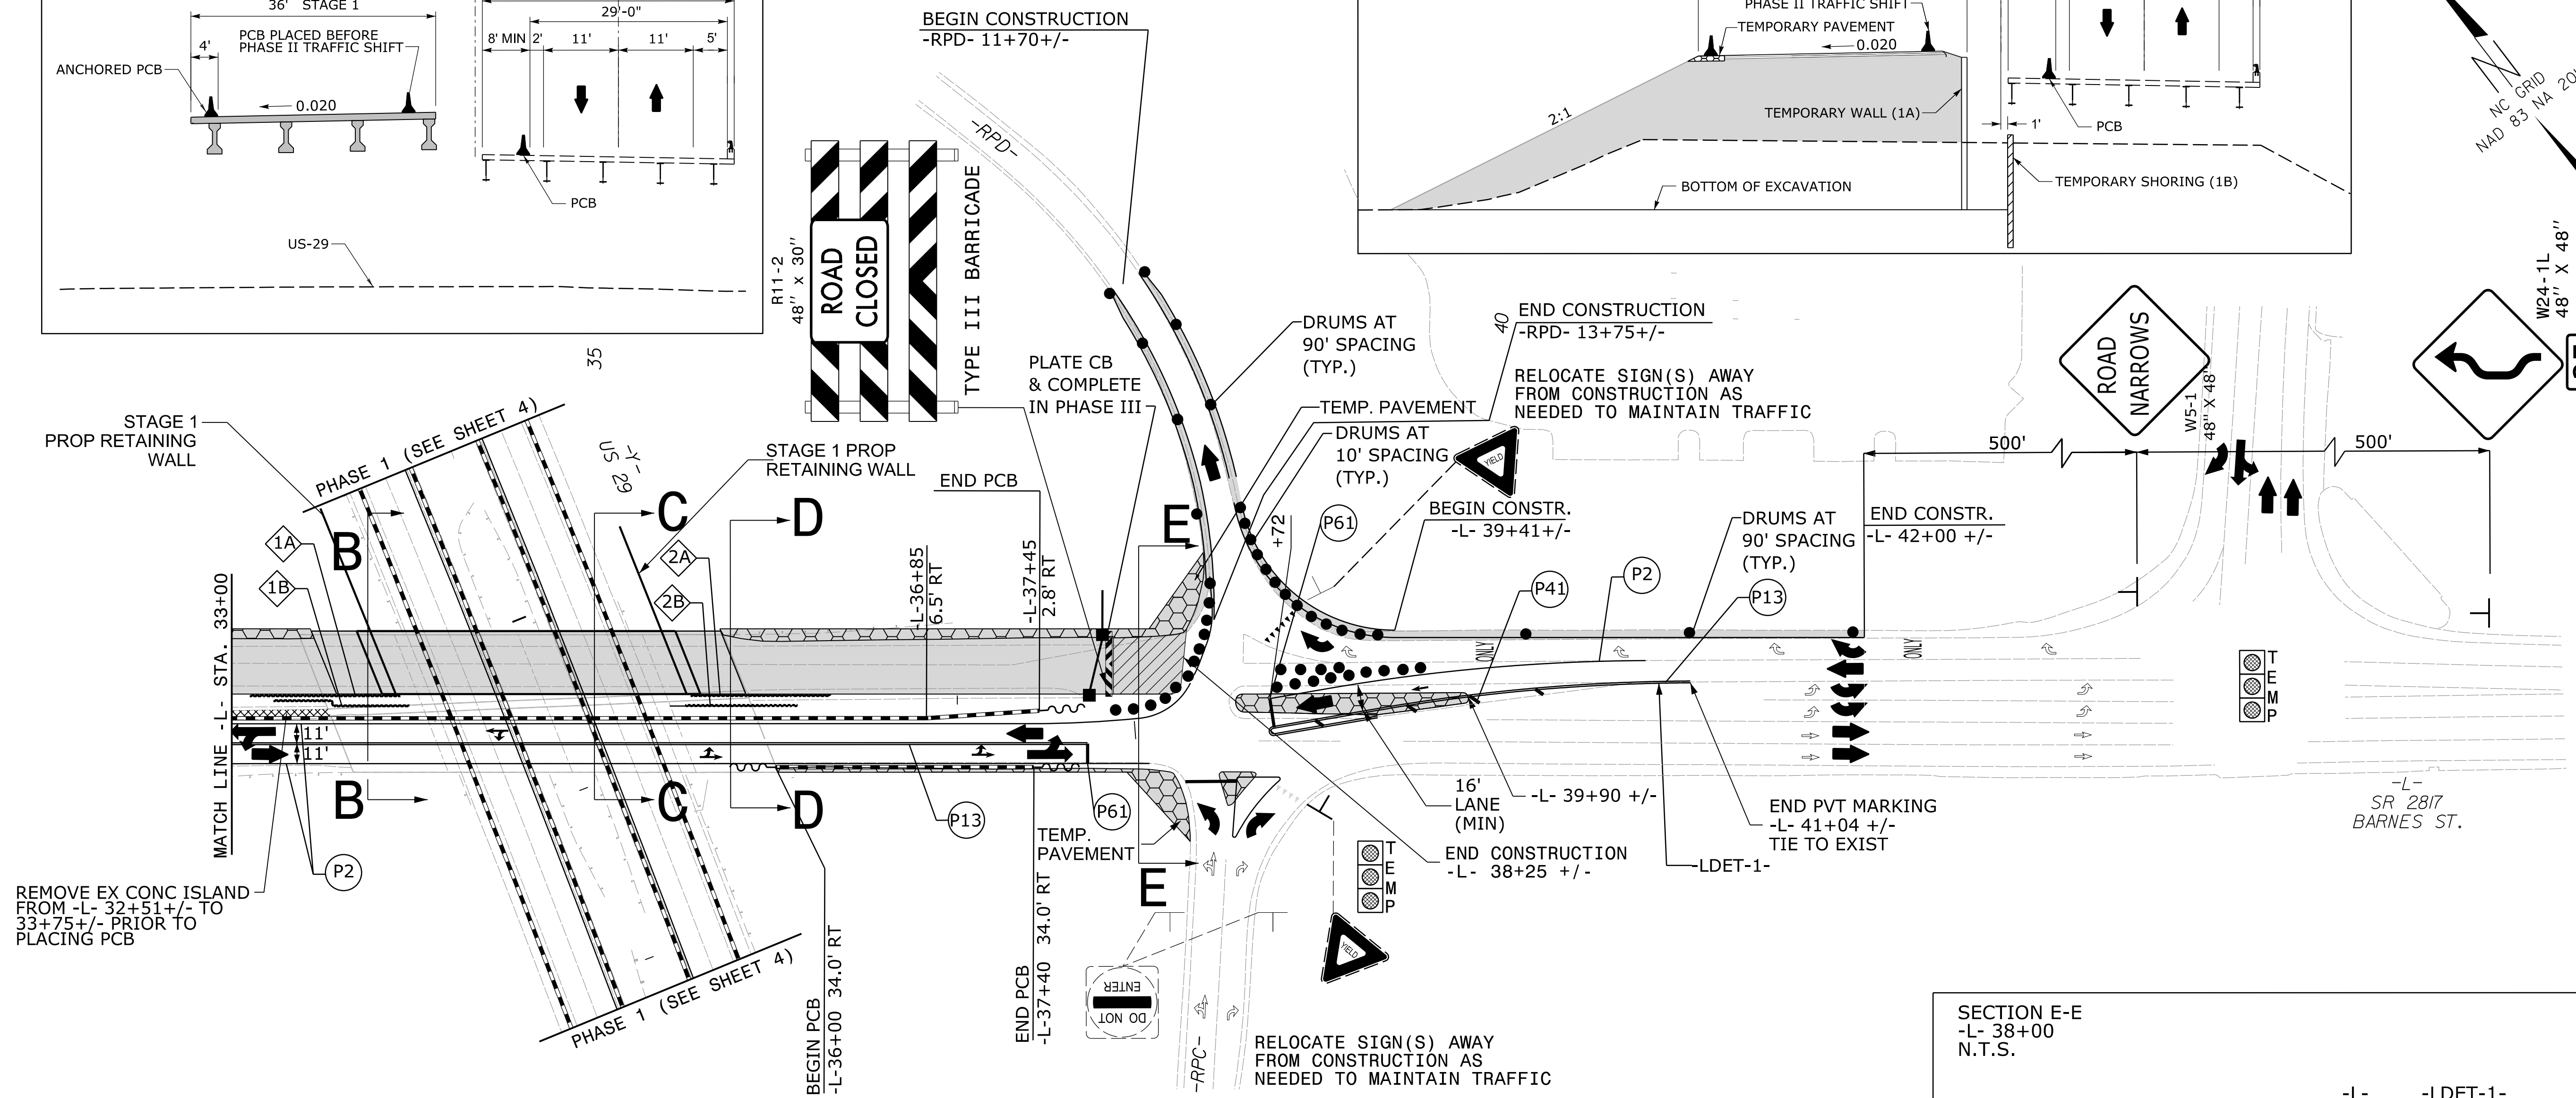 36' STAGE 1
4'
PCB PLACED BEFORE
PHASE II TRAFFIC SHIFT
ANCHORED PCB
0.020
29'-0"
8' MIN
2'
11'
11'
5'
PCB
US-29
BEGIN CONSTRUCTION
-RPD- 11+70+/-
-RPD-
R11-2
48" x 30"
ROAD
CLOSED
TYPE III BARRICADE
PHASE II TRAFFIC SHIFT
TEMPORARY PAVEMENT
0.020
2:1
TEMPORARY WALL (1A)
1'
PCB
BOTTOM OF EXCAVATION
TEMPORARY SHORING (1B)
NC GRID
NAD 83 NA 20
W24-1L
48" X 48"
ROAD
NARROWS
W5-1
48" X 48"
35
40
END CONSTRUCTION
-RPD- 13+75+/-
DRUMS AT
90' SPACING
(TYP.)
PLATE CB
& COMPLETE
IN PHASE III
RELOCATE SIGN(S) AWAY
FROM CONSTRUCTION AS
NEEDED TO MAINTAIN TRAFFIC
TEMP. PAVEMENT
DRUMS AT
10' SPACING
(TYP.)
YIELD
500'
500'
STAGE 1
PROP RETAINING
WALL
PHASE 1 (SEE SHEET 4)
-Y-
US 29
STAGE 1 PROP
RETAINING WALL
END PCB
B
C
D
E
1A
1B
2A
2B
-L-36+85
6.5' RT
-L-37+45
2.8' RT
+72
P61
BEGIN CONSTR.
-L- 39+41+/-
DRUMS AT
90' SPACING
(TYP.)
END CONSTR.
-L- 42+00 +/-
P41
P2
P13
ONLY
ONLY
MATCH LINE -L- STA. 33+00
11'
11'
TEMP
B
C
D
E
P2
P13
P61
TEMP.
PAVEMENT
16'
LANE
(MIN)
-L- 39+90 +/-
END PVT MARKING
-L- 41+04 +/-
TIE TO EXIST
-LDET-1-
END CONSTRUCTION
-L- 38+25 +/-
TEMP
-L-
SR 2817
BARNES ST.
REMOVE EX CONC ISLAND
FROM -L- 32+51+/- TO
33+75+/- PRIOR TO
PLACING PCB
PHASE 1 (SEE SHEET 4)
BEGIN PCB
-L-36+00 34.0' RT
END PCB
-L-37+40 34.0' RT
DO NOT
ENTER
YIELD
-RPC-
RELOCATE SIGN(S) AWAY
FROM CONSTRUCTION AS
NEEDED TO MAINTAIN TRAFFIC
SECTION E-E
-L- 38+00
N.T.S.
-L-
-LDET-1-